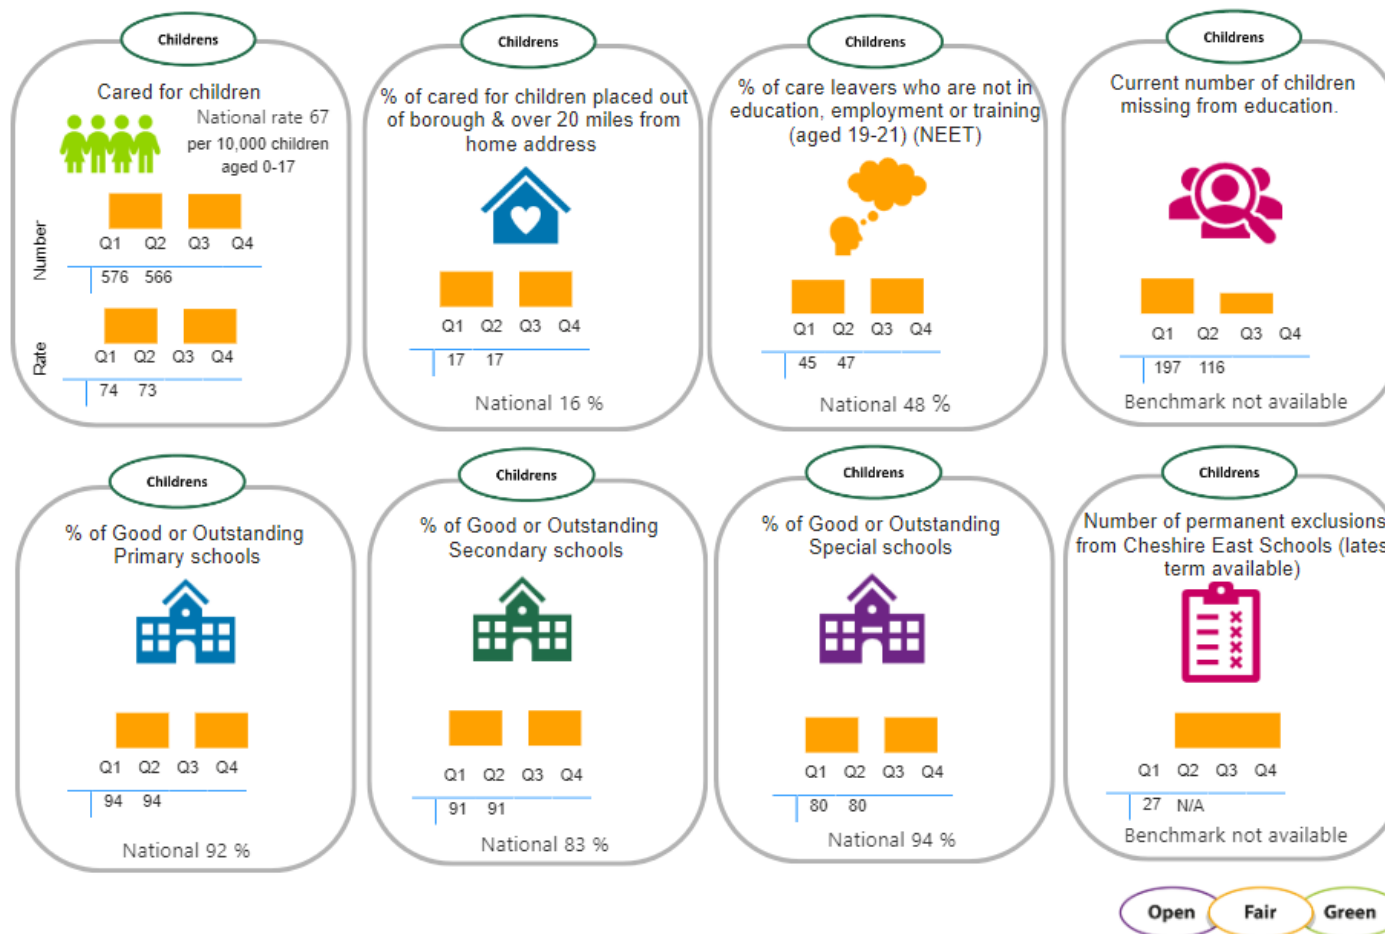 Childrens
Cared for children
National rate 67
per 10,000 children
aged 0-17
Number
Q1 Q2 Q3 Q4
576 566
Rate
Q1 Q2 Q3 Q4
74 73
Childrens
% of cared for children placed out
of borough & over 20 miles from
home address
Q1 Q2 Q3 Q4
17 17
National 16 %
Childrens
% of care leavers who are not in
education, employment or training
(aged 19-21) (NEET)
Q1 Q2 Q3 Q4
45 47
National 48 %
Childrens
Current number of children
missing from education.
Q1 Q2 Q3 Q4
197 116
Benchmark not available
Childrens
% of Good or Outstanding
Primary schools
Q1 Q2 Q3 Q4
94 94
National 92 %
Childrens
% of Good or Outstanding
Secondary schools
Q1 Q2 Q3 Q4
91 91
National 83 %
Childrens
% of Good or Outstanding
Special schools
Q1 Q2 Q3 Q4
80 80
National 94 %
Childrens
Number of permanent exclusions
from Cheshire East Schools (lates
term available)
Q1 Q2 Q3 Q4
27 N/A
Benchmark not available
Open Fair Green